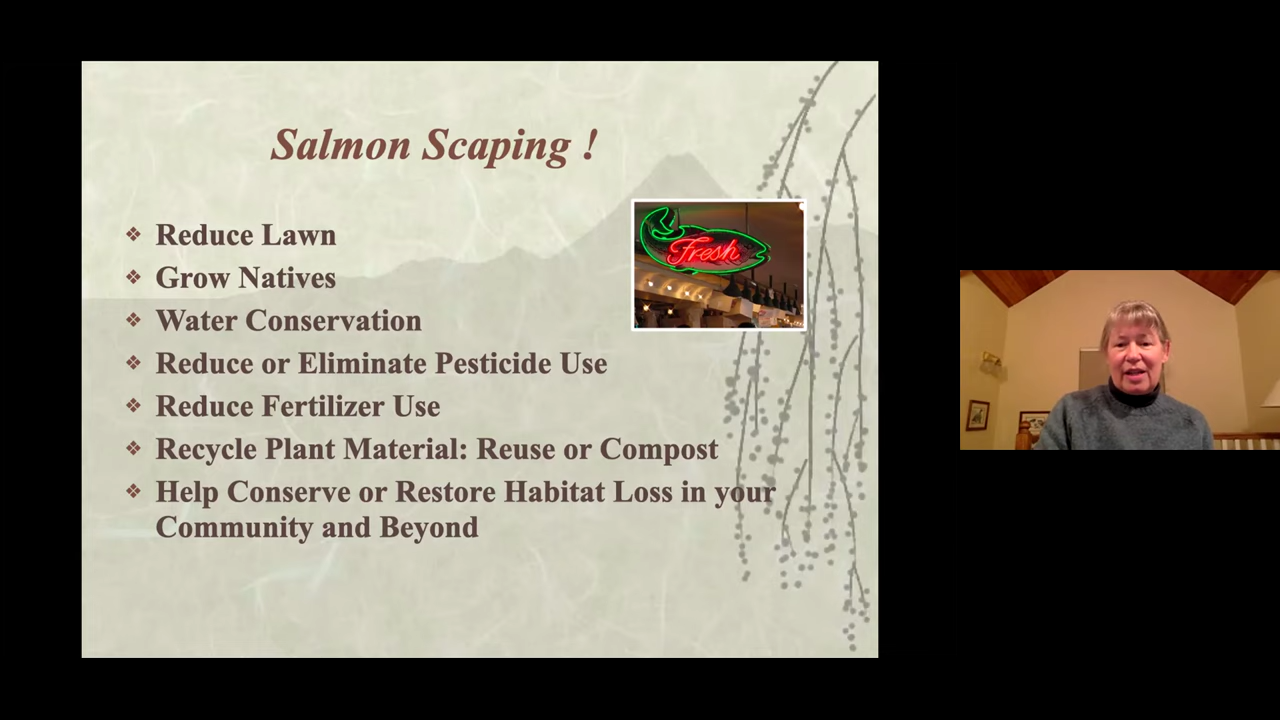 Salmon Scaping !
Reduce Lawn
Fresh
Grow Natives
Water Conservation
Reduce or Eliminate Pesticide Use
Reduce Fertilizer Use
Recycle Plant Material: Reuse or Compost
Help Conserve or Restore Habitat Loss in your
Community and Beyond